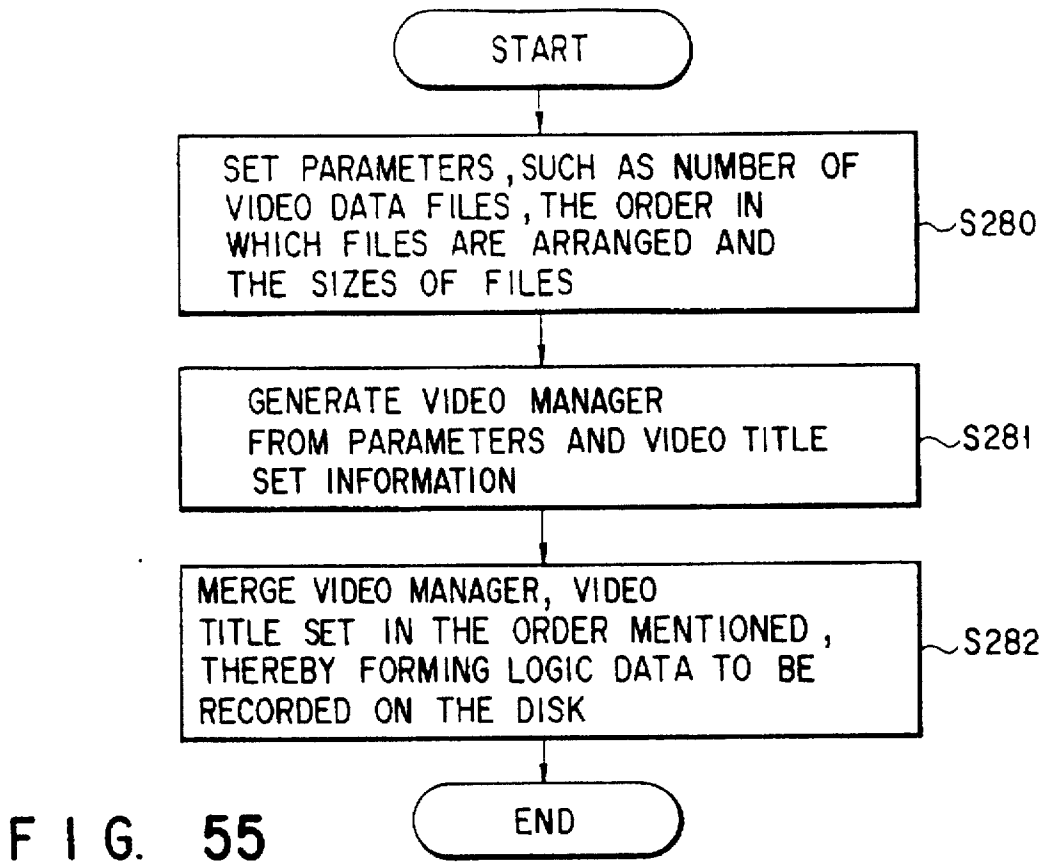 START
SET PARAMETERS, SUCH AS NUMBER OF
VIDEO DATA FILES, THE ORDER IN
WHICH FILES ARE ARRANGED AND
THE SIZES OF FILES
S280
GENERATE VIDEO MANAGER
FROM PARAMETERS AND VIDEO TITLE
SET INFORMATION
S281
MERGE VIDEO MANAGER, VIDEO
TITLE SET IN THE ORDER MENTIONED,
THEREBY FORMING LOGIC DATA TO BE
RECORDED ON THE DISK
S282
END
FIG. 55